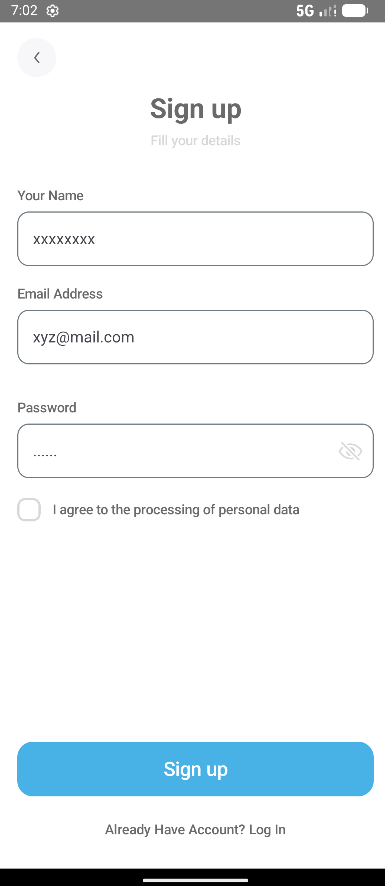 7:02 5G
Sign up
Fill your details
Your Name
xxxxxxxx
Email Address
xyz@mail.com
Password
......
I agree to the processing of personal data
Sign up
Already Have Account? Log In